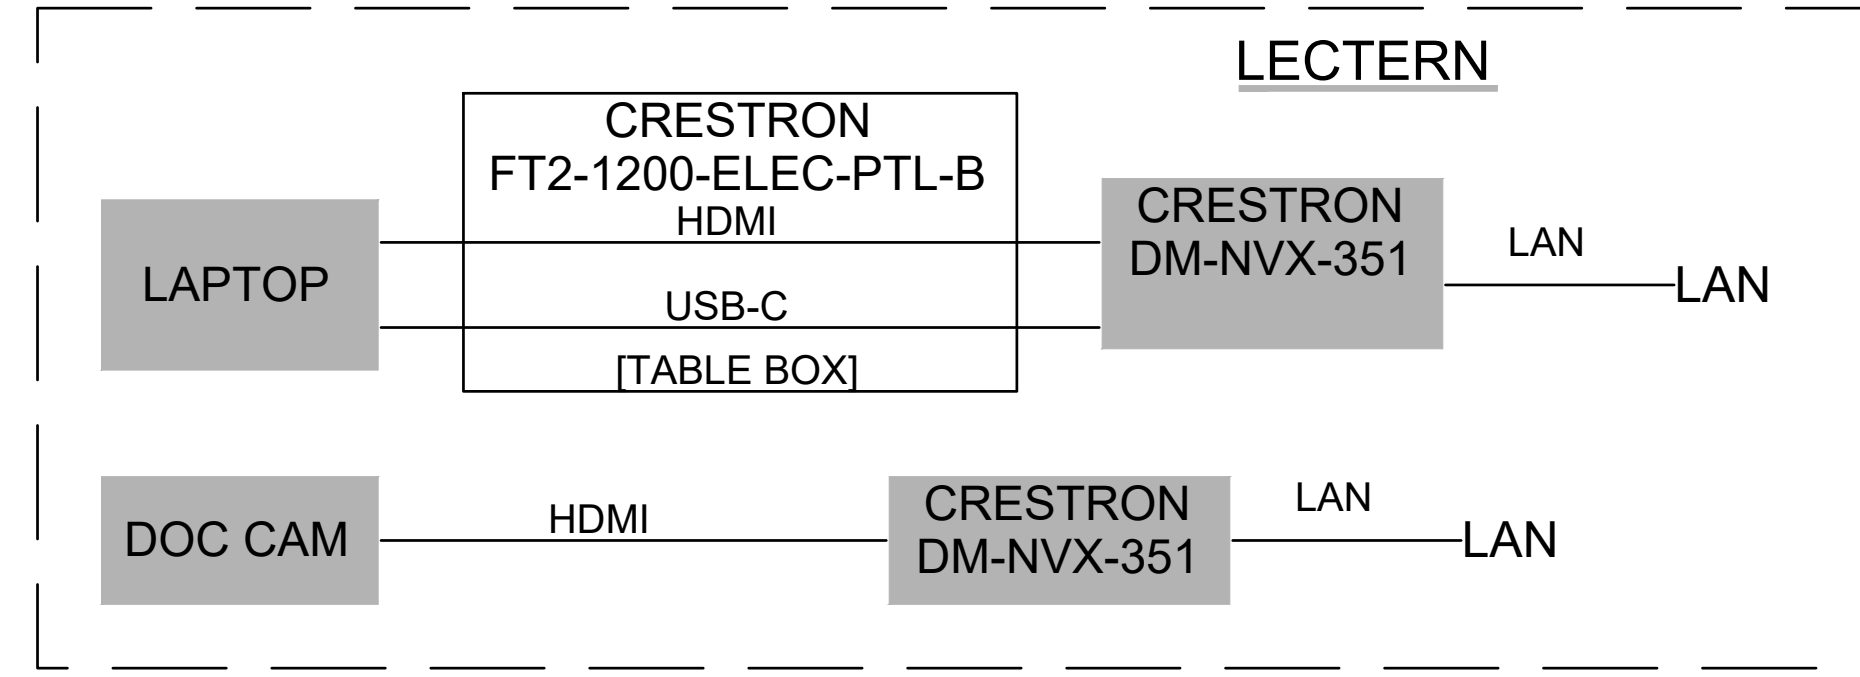 LECTERN
CRESTRON
FT2-1200-ELEC-PTL-B
HDMI
LAPTOP
USB-C
[TABLE BOX]
CRESTRON
DM-NVX-351
LAN
LAN
DOC CAM
HDMI
CRESTRON
DM-NVX-351
LAN
LAN